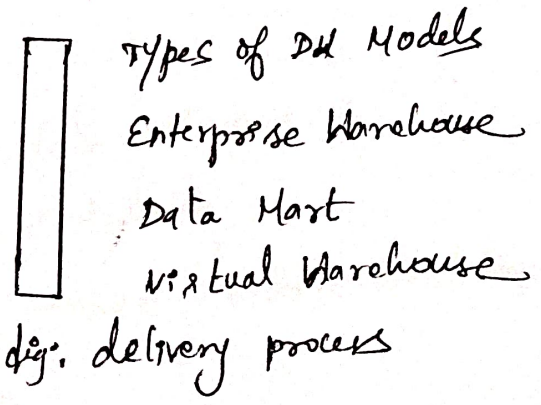 Types of DW Models
Enterprise Warehouse
Data Mart
Virtual Warehouse
dig:. delivery process